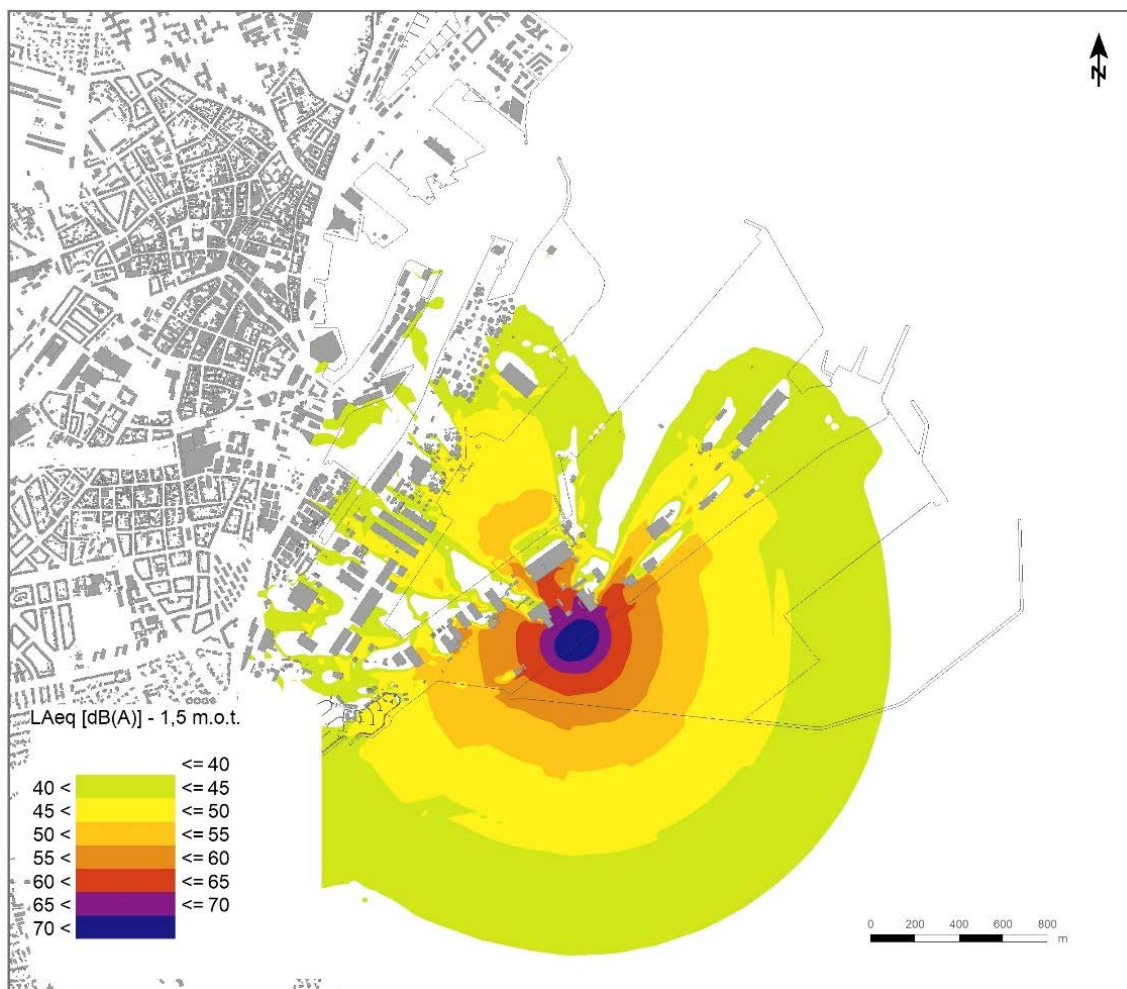 N
LAeq [dB(A)] - 1,5 m.o.t.
<= 40
40 < <= 45
45 < <= 50
50 < <= 55
55 < <= 60
60 < <= 65
65 < <= 70
70 <
0 200 400 600 800
m